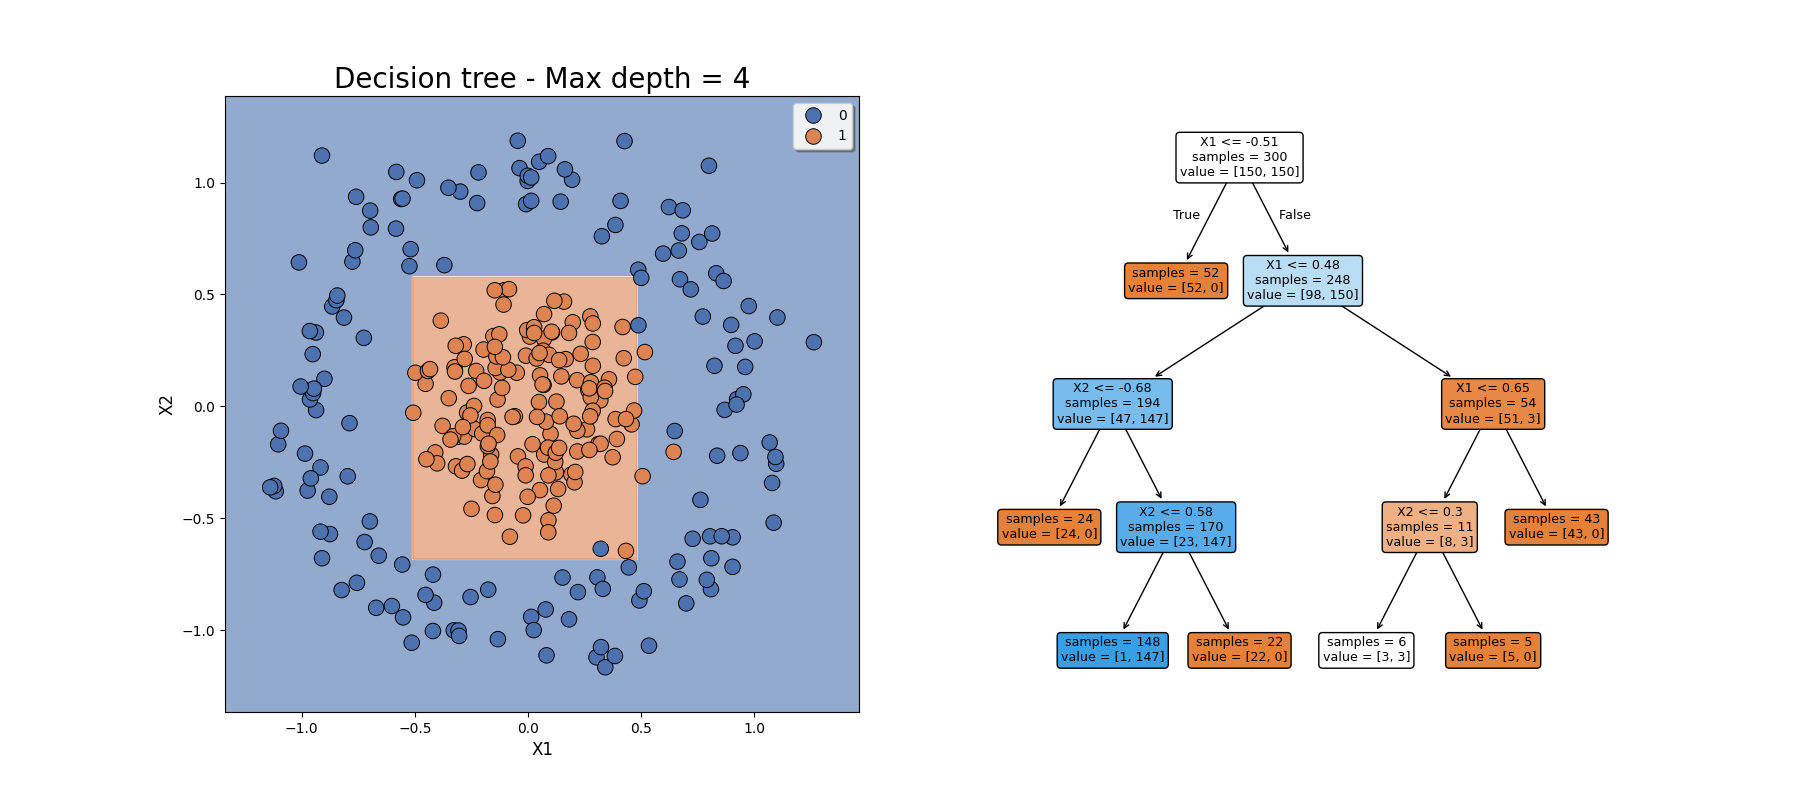 Decision tree - Max depth = 4
0
1
1.0
0.5
0.0
−0.5
−1.0
X2
−1.0
−0.5
0.0
0.5
1.0
X1
X1 <= -0.51
samples = 300
value = [150, 150]
True
False
samples = 52
value = [52, 0]
X1 <= 0.48
samples = 248
value = [98, 150]
X2 <= -0.68
samples = 194
value = [47, 147]
X1 <= 0.65
samples = 54
value = [51, 3]
samples = 24
value = [24, 0]
X2 <= 0.58
samples = 170
value = [23, 147]
X2 <= 0.3
samples = 11
value = [8, 3]
samples = 43
value = [43, 0]
samples = 148
value = [1, 147]
samples = 22
value = [22, 0]
samples = 6
value = [3, 3]
samples = 5
value = [5, 0]